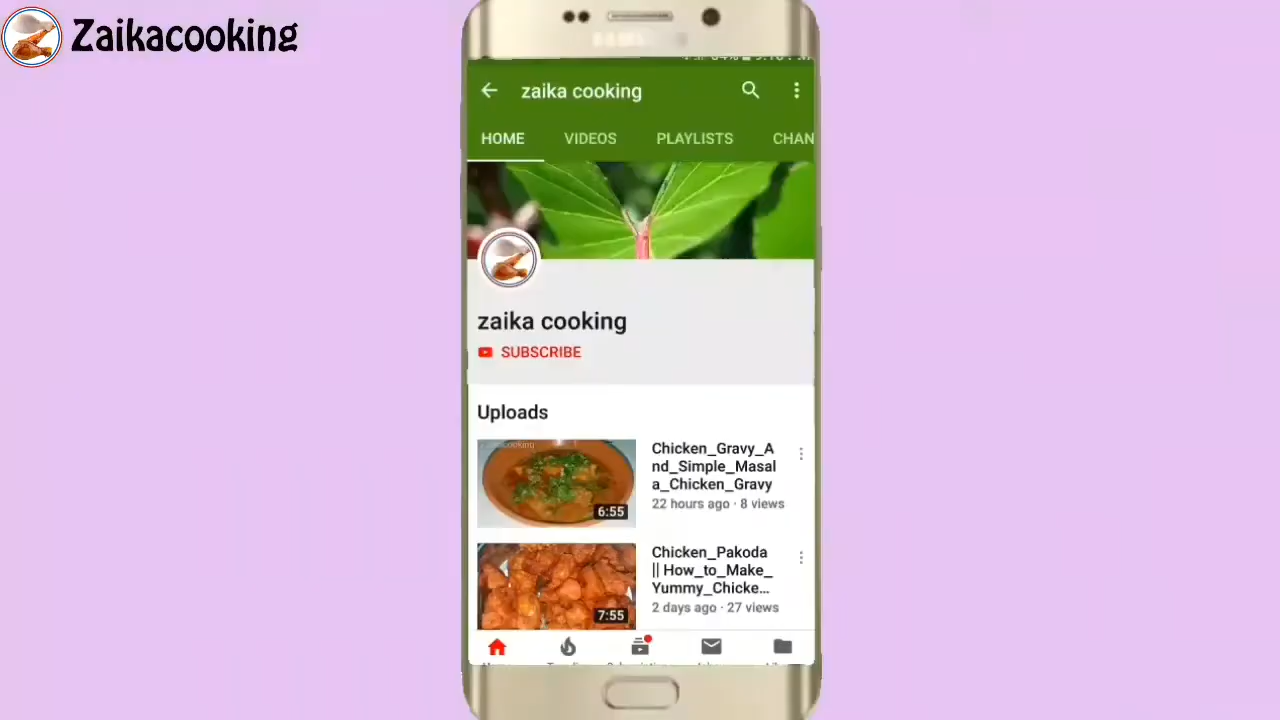 Zaikacooking
zaika cooking
HOME VIDEOS PLAYLISTS CHAN
zaika cooking
SUBSCRIBE
Uploads
Chicken_Gravy_A
nd_Simple_Masal
a_Chicken_Gravy
22 hours ago · 8 views
6:55
Chicken_Pakoda
|| How_to_Make_
Yummy_Chicke...
2 days ago · 27 views
7:55